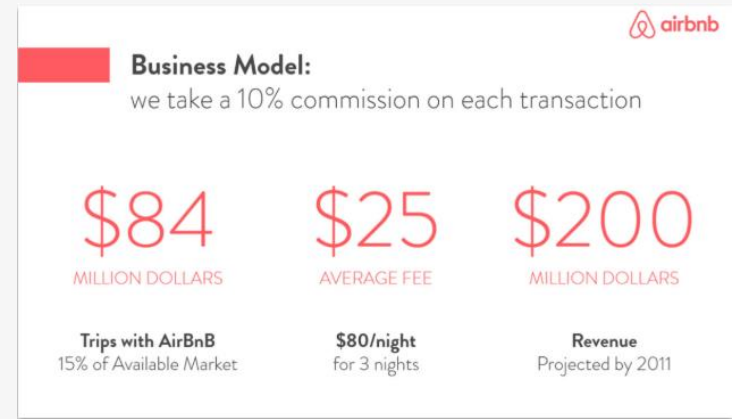 airbnb
Business Model:
we take a 10% commission on each transaction
$84
MILLION DOLLARS
Trips with AirBnB
15% of Available Market
$25
AVERAGE FEE
$80/night
for 3 nights
$200
MILLION DOLLARS
Revenue
Projected by 2011